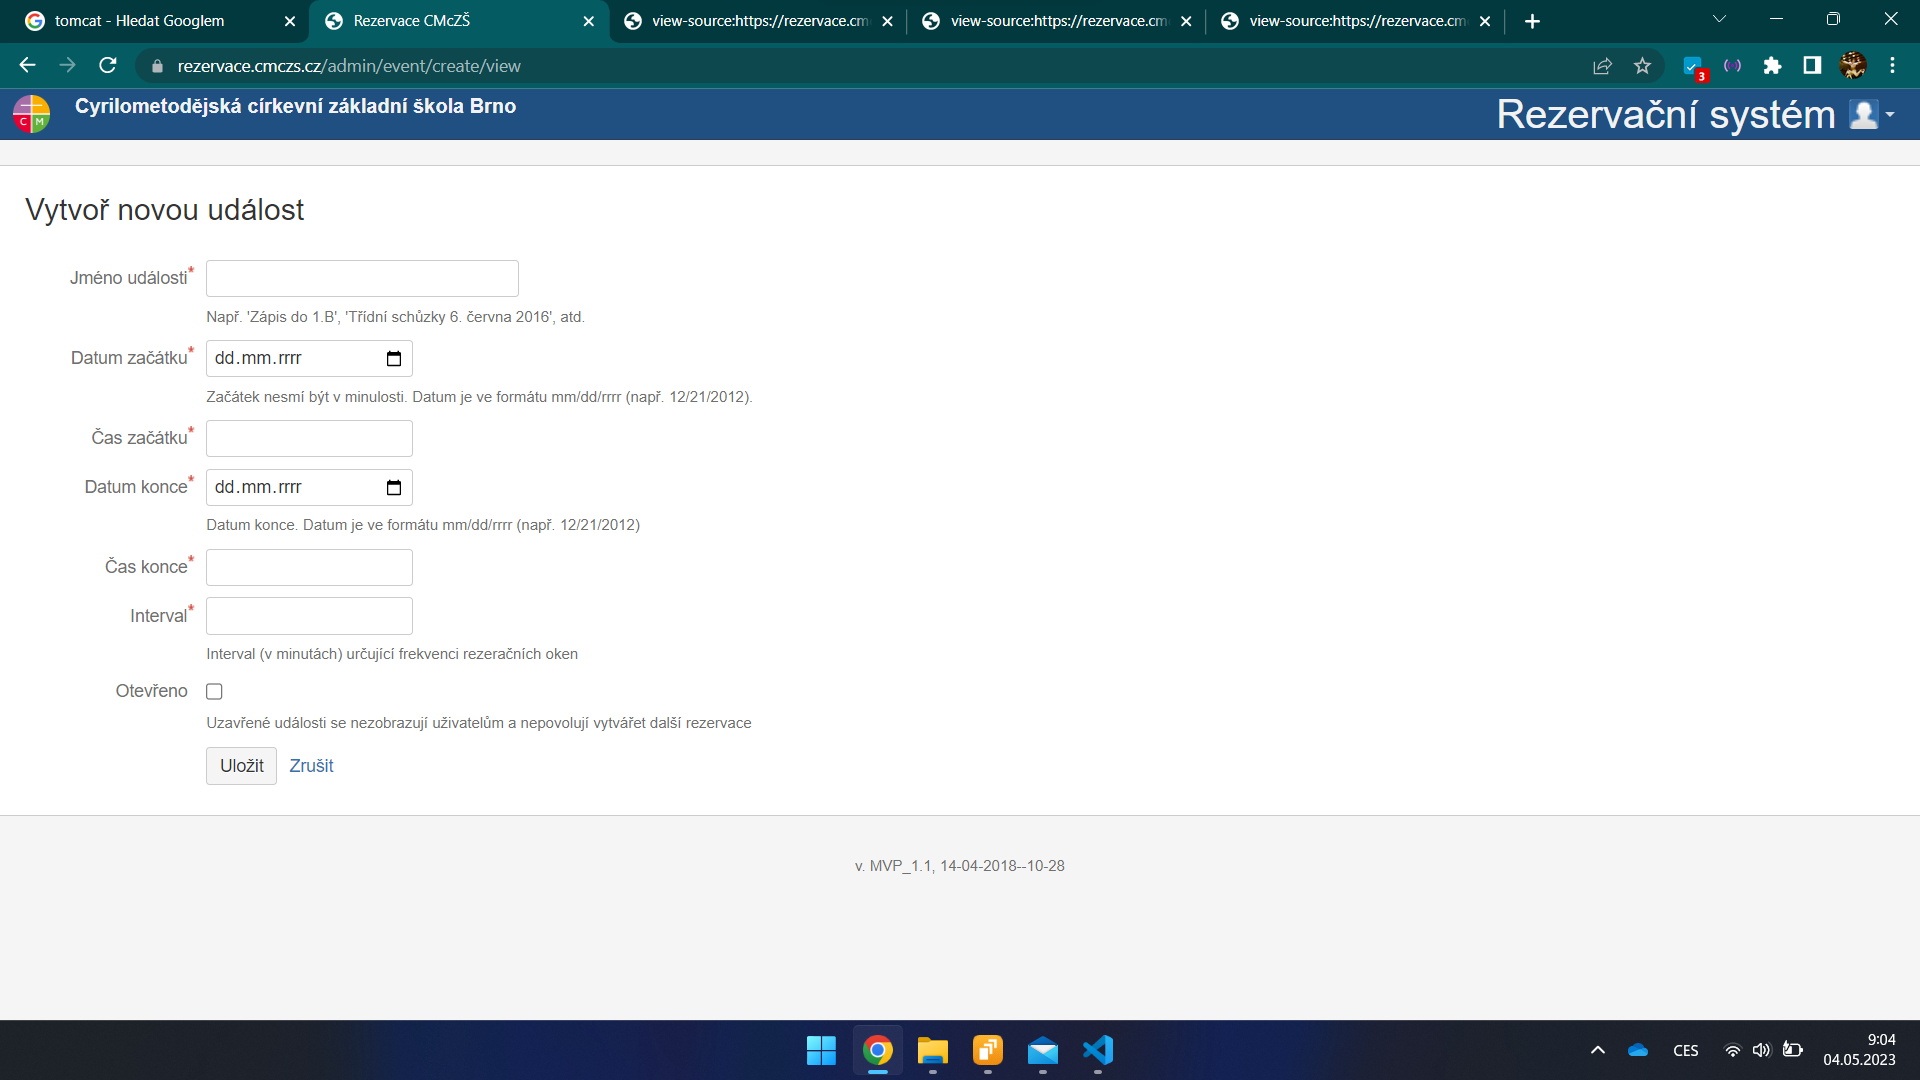 tomcat - Hledat Googlem
Rezervace CMcZŠ
view-source:https://rezervace.cm
view-source:https://rezervace.cm
view-source:https://rezervace.cm
rezervace.cmczs.cz/admin/event/create/view
3
C M
Cyrilometodějská církevní základní škola Brno
Rezervační systém
Vytvoř novou událost
Jméno události*
Např. 'Zápis do 1.B', 'Třídní schůzky 6. června 2016', atd.
Datum začátku* dd.mm.rrrr
Začátek nesmí být v minulosti. Datum je ve formátu mm/dd/rrrr (např. 12/21/2012).
Čas začátku*
Datum konce* dd.mm.rrrr
Datum konce. Datum je ve formátu mm/dd/rrrr (např. 12/21/2012)
Čas konce*
Interval*
Interval (v minutách) určující frekvenci rezeračních oken
Otevřeno
Uzavřené události se nezobrazují uživatelům a nepovolují vytvářet další rezervace
Uložit Zrušit
v. MVP_1.1, 14-04-2018--10-28
CES
9:04
04.05.2023